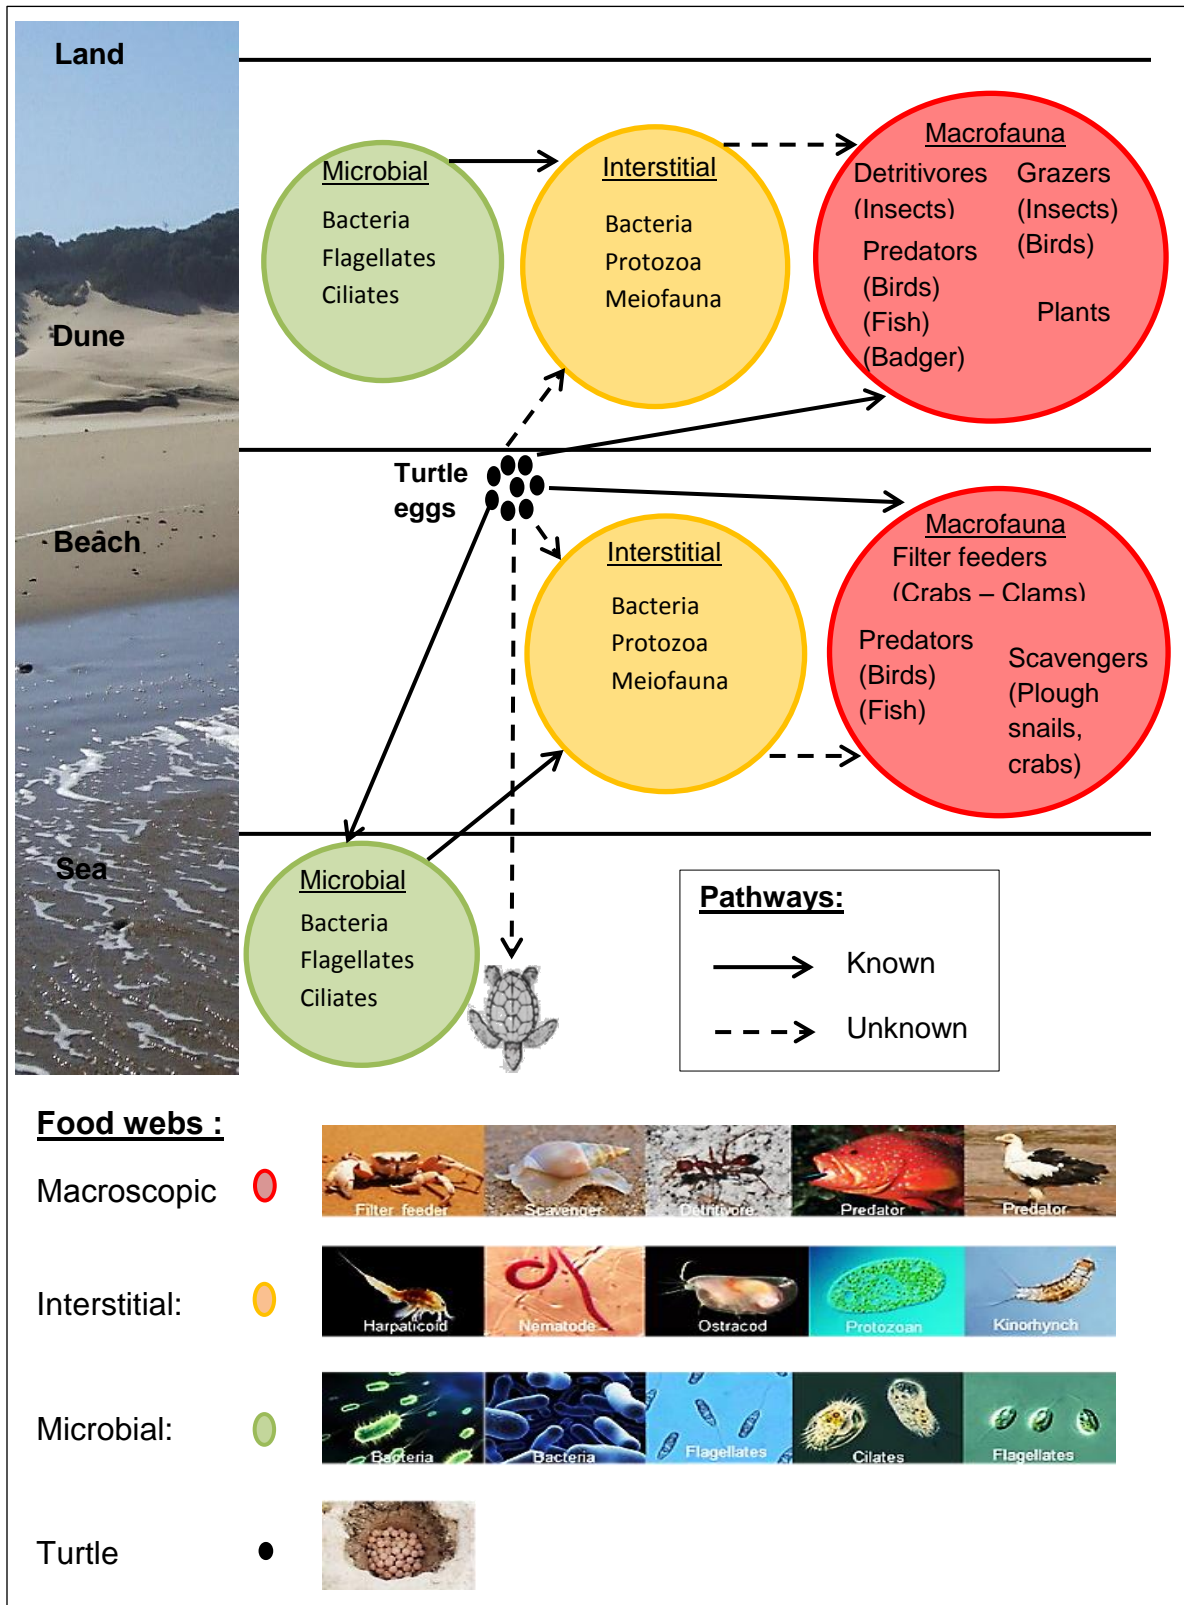 Land
Dune
Beach
Sea
Microbial
Bacteria
Flagellates
Ciliates
Interstitial
Bacteria
Protozoa
Meiofauna
Macrofauna
Detritivores
(Insects)
Predators
(Birds)
(Fish)
(Badger)
Grazers
(Insects)
(Birds)
Plants
Turtle
eggs
Interstitial
Bacteria
Protozoa
Meiofauna
Macrofauna
Filter feeders
(Crabs – Clams)
Predators
(Birds)
(Fish)
Scavengers
(Plough
snails,
crabs)
Microbial
Bacteria
Flagellates
Ciliates
Pathways:
Known
Unknown
Food webs :
Macroscopic
Filter feeder
Scavenger
Detritivore
Predator
Predator
Interstitial:
Harpaticoid
Nematode
Ostracod
Protozoan
Kinorhynch
Microbial:
Bacteria
Bacteria
Flagellates
Cilates
Flagellates
Turtle